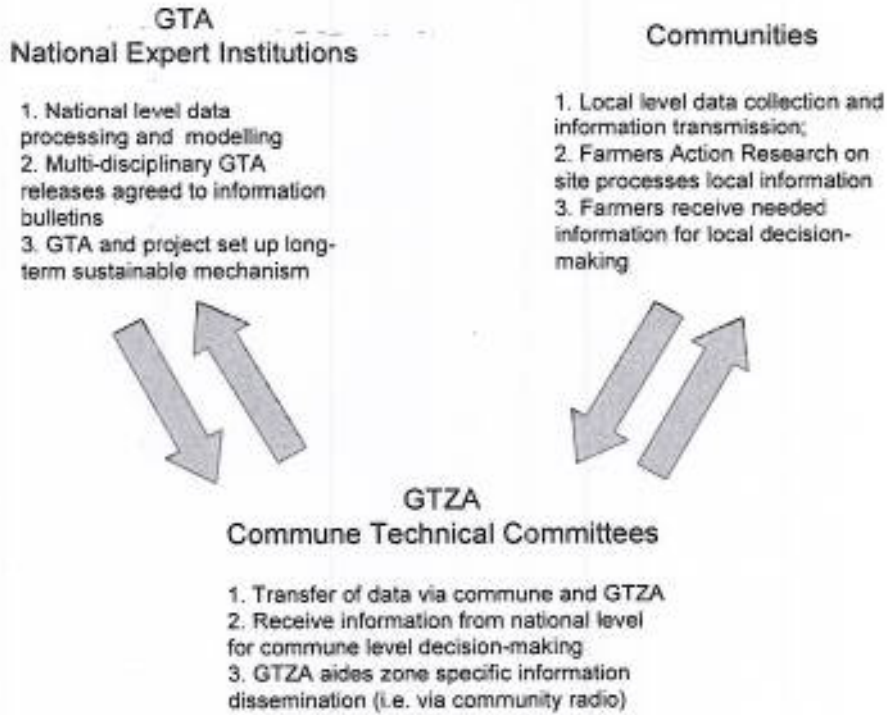 GTA
National Expert Institutions
1. National level data
processing and modelling
2. Multi-disciplinary GTA
releases agreed to information
bulletins
3. GTA and project set up long-
term sustainable mechanism
Communities
1. Local level data collection and
information transmission;
2. Farmers Action Research on
site processes local information
3. Farmers receive needed
information for local decision-
making
GTZA
Commune Technical Committees
1. Transfer of data via commune and GTZA
2. Receive information from national level
for commune level decision-making
3. GTZA aides zone specific information
dissemination (i.e. via community radio)